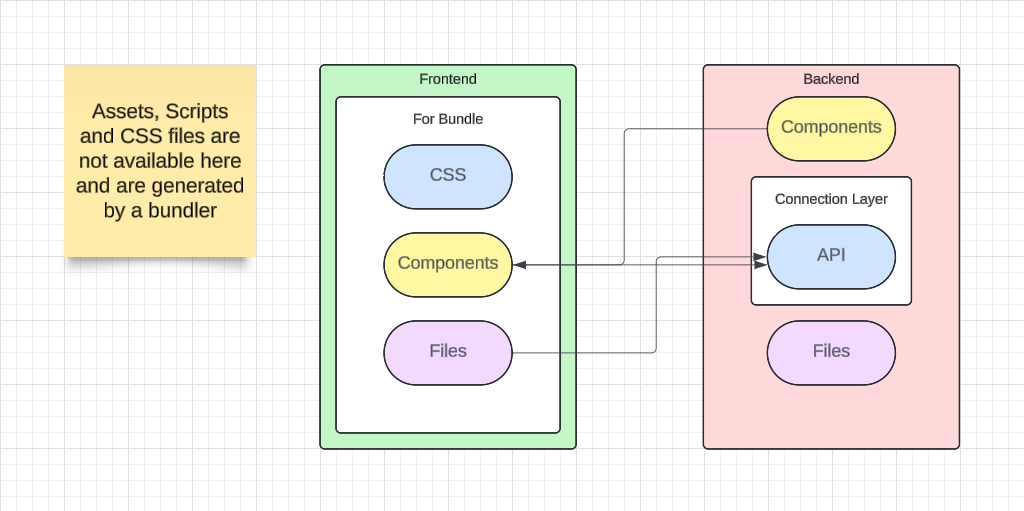 Assets, Scripts
and CSS files are
not available here
and are generated
by a bundler
Frontend
For Bundle
CSS
Components
Files
Backend
Components
Connection Layer
API
Files